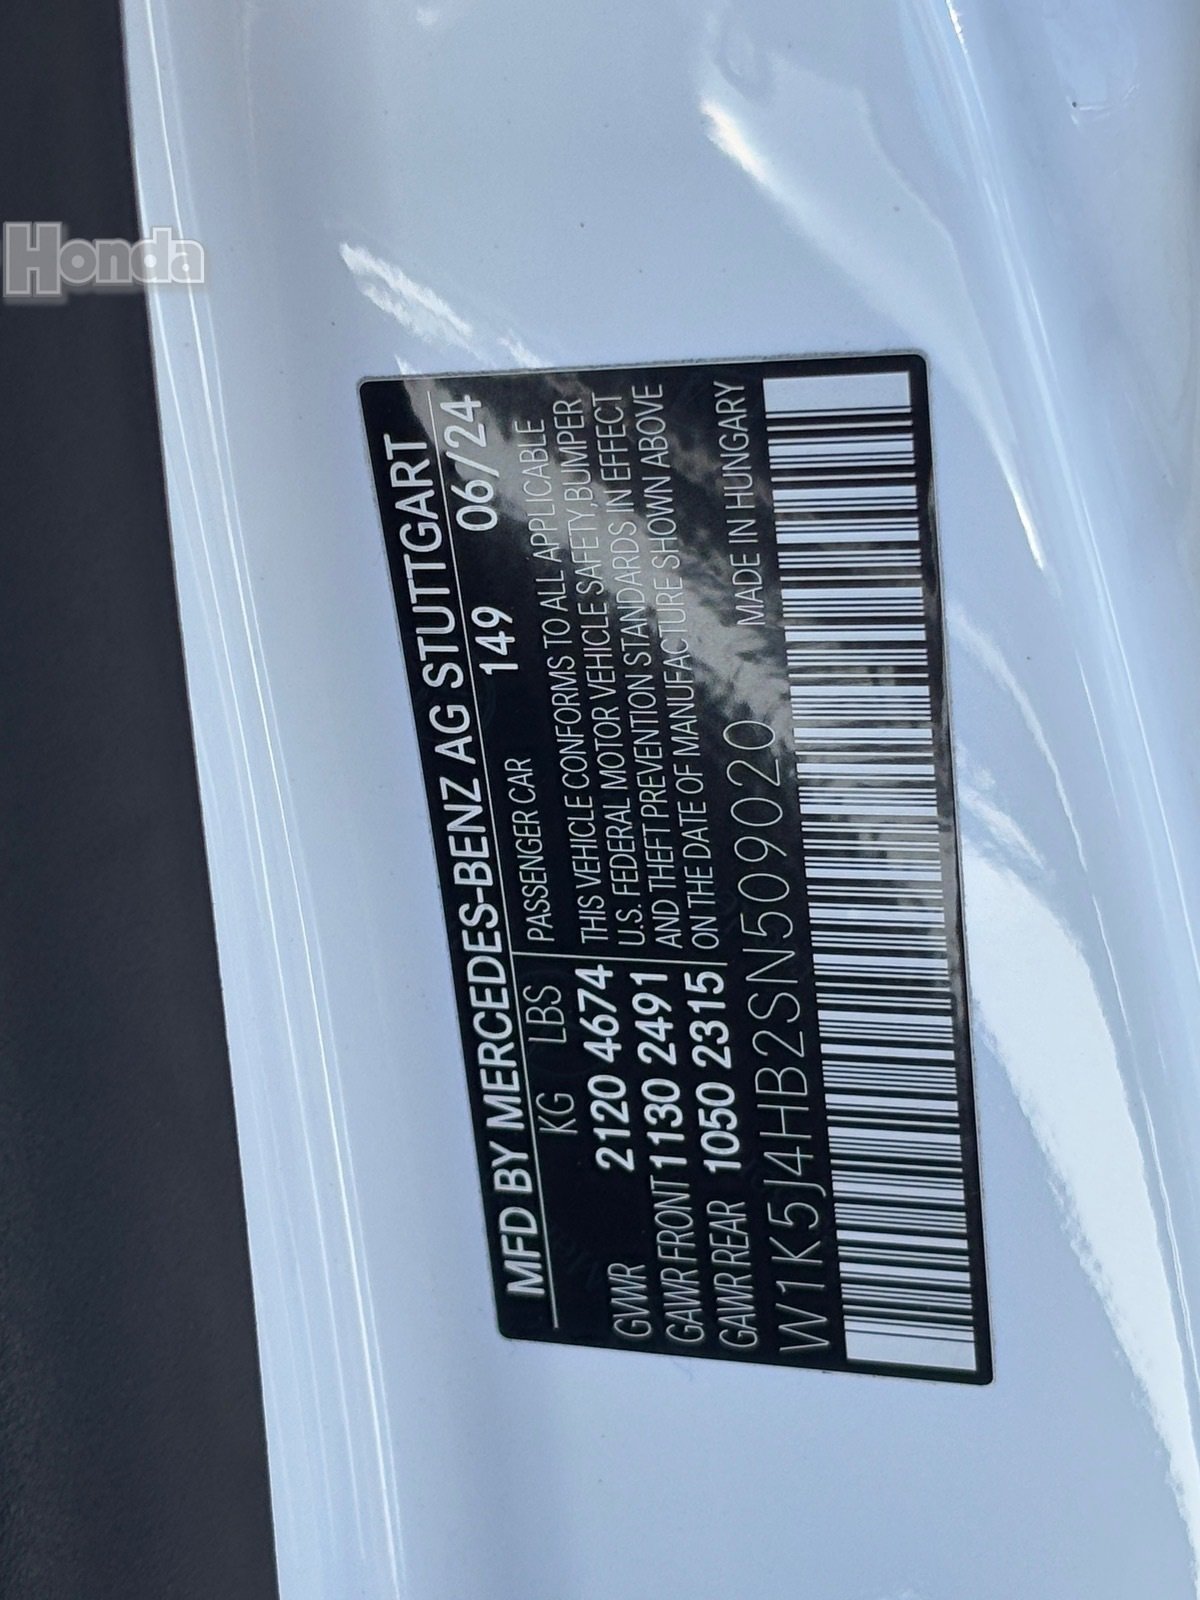 Honda
MFD BY MERCEDES-BENZ AG STUTTGART
KG LBS PASSENGER CAR 149 06/24
GVWR 2120 4674 THIS VEHICLE CONFORMS TO ALL APPLICABLE
GAWR FRONT 1130 2491 U.S. FEDERAL MOTOR VEHICLE SAFETY, BUMPER,
GAWR REAR 1050 2315 AND THEFT PREVENTION STANDARDS IN EFFECT
ON THE DATE OF MANUFACTURE SHOWN ABOVE
W1K5J4HB2SN509020 MADE IN HUNGARY